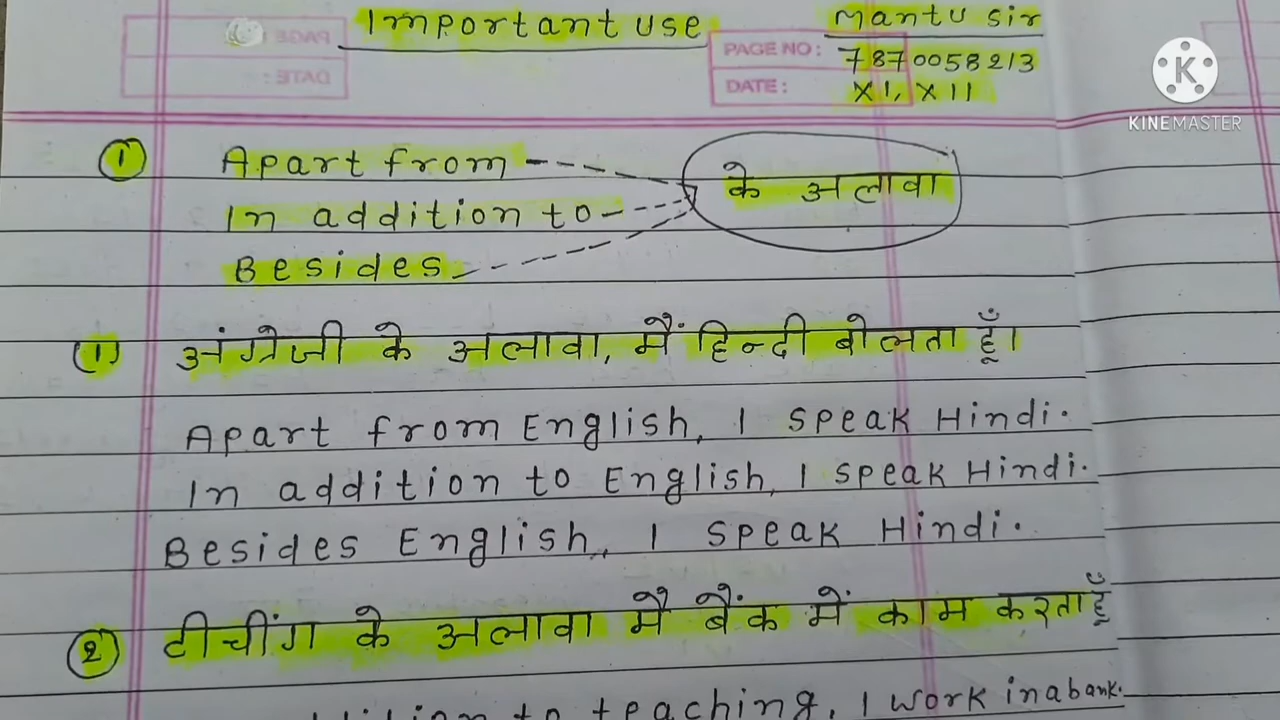 Important use
Mantu sir
PAGE NO:
7870058213
DATE:
XI, XII
KINEMASTER
① Apart from
In addition to
Besides
के अलावा
(1) अंग्रेजी के अलावा, मैं हिन्दी बोलता हूँ।
Apart from English, I speak Hindi.
In addition to English, I speak Hindi.
Besides English, I speak Hindi.
② टीचींग के अलावा मैं बैंक में काम करता हूँ
to teaching, I work in a bank.